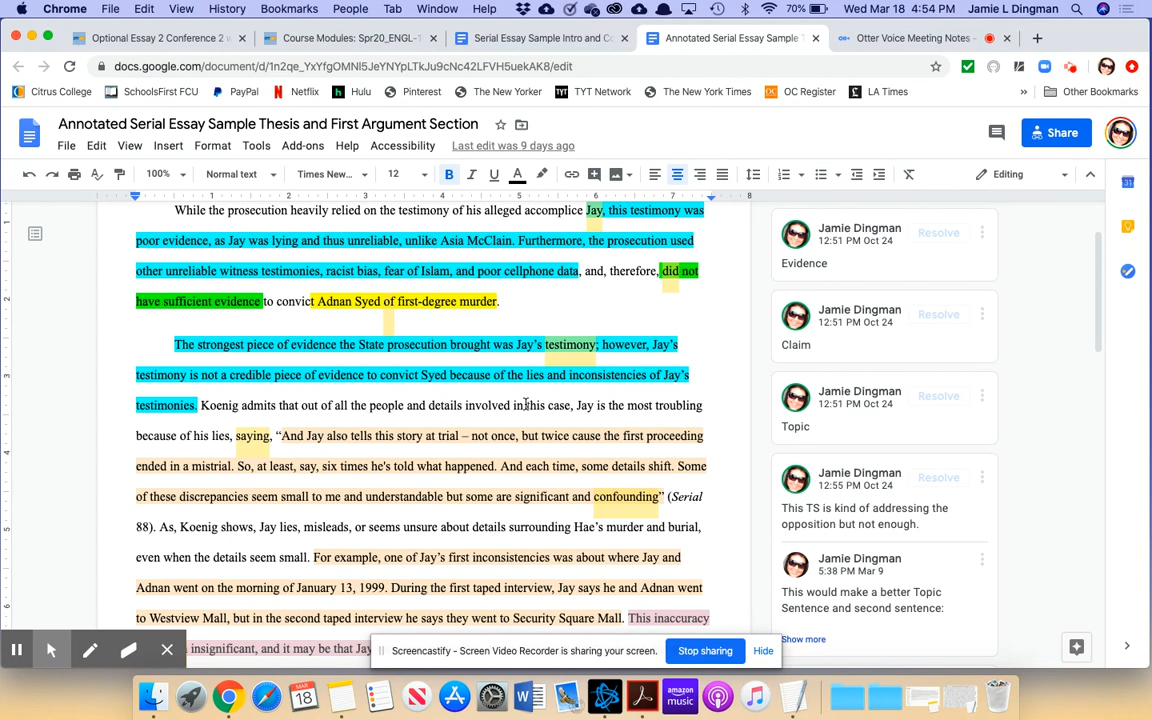 Chrome File Edit View History Bookmarks People Tab Window Help 70% Wed Mar 18 4:54 PM Jamie L Dingman
Optional Essay 2 Conference 2 w Course Modules: Spr20_ENGL-1 Serial Essay Sample Intro and Co Annotated Serial Essay Sample T Otter Voice Meeting Notes -
docs.google.com/document/d/1n2qe_YxYfgOMNl5JeYNYpLTkJu9cNc42LFVH5uekAK8/edit
Citrus College SchoolsFirst FCU PayPal Netflix Hulu Pinterest The New Yorker TYT Network The New York Times OC Register LA Times » Other Bookmarks
Annotated Serial Essay Sample Thesis and First Argument Section
Share
File Edit View Insert Format Tools Add-ons Help Accessibility Last edit was 9 days ago
100% Normal text Times New... 12 B I U A Editing
1 1 2 3 4 5 6 7 8
While the prosecution heavily relied on the testimony of his alleged accomplice Jay, this testimony was
poor evidence, as Jay was lying and thus unreliable, unlike Asia McClain. Furthermore, the prosecution used
other unreliable witness testimonies, racist bias, fear of Islam, and poor cellphone data, and, therefore, did not
have sufficient evidence to convict Adnan Syed of first-degree murder.
The strongest piece of evidence the State prosecution brought was Jay’s testimony; however, Jay’s
testimony is not a credible piece of evidence to convict Syed because of the lies and inconsistencies of Jay’s
testimonies. Koenig admits that out of all the people and details involved in this case, Jay is the most troubling
because of his lies, saying, “And Jay also tells this story at trial – not once, but twice cause the first proceeding
ended in a mistrial. So, at least, say, six times he's told what happened. And each time, some details shift. Some
of these discrepancies seem small to me and understandable but some are significant and confounding” (Serial
88). As, Koenig shows, Jay lies, misleads, or seems unsure about details surrounding Hae’s murder and burial,
even when the details seem small. For example, one of Jay’s first inconsistencies was about where Jay and
Adnan went on the morning of January 13, 1999. During the first taped interview, Jay says he and Adnan went
to Westview Mall, but in the second taped interview he says they went to Security Square Mall. This inaccuracy
insignificant, and it may be that Jay
1
2
3
4
5
6
Jamie Dingman
12:51 PM Oct 24
Resolve
Evidence
Jamie Dingman
12:51 PM Oct 24
Resolve
Claim
Jamie Dingman
12:51 PM Oct 24
Resolve
Topic
Jamie Dingman
12:55 PM Oct 24
Resolve
This TS is kind of addressing the
opposition but not enough.
Jamie Dingman
5:38 PM Mar 9
This would make a better Topic
Sentence and second sentence:
Show more
Screencastify - Screen Video Recorder is sharing your screen. Stop sharing Hide
MAR
18
W
amazon
music